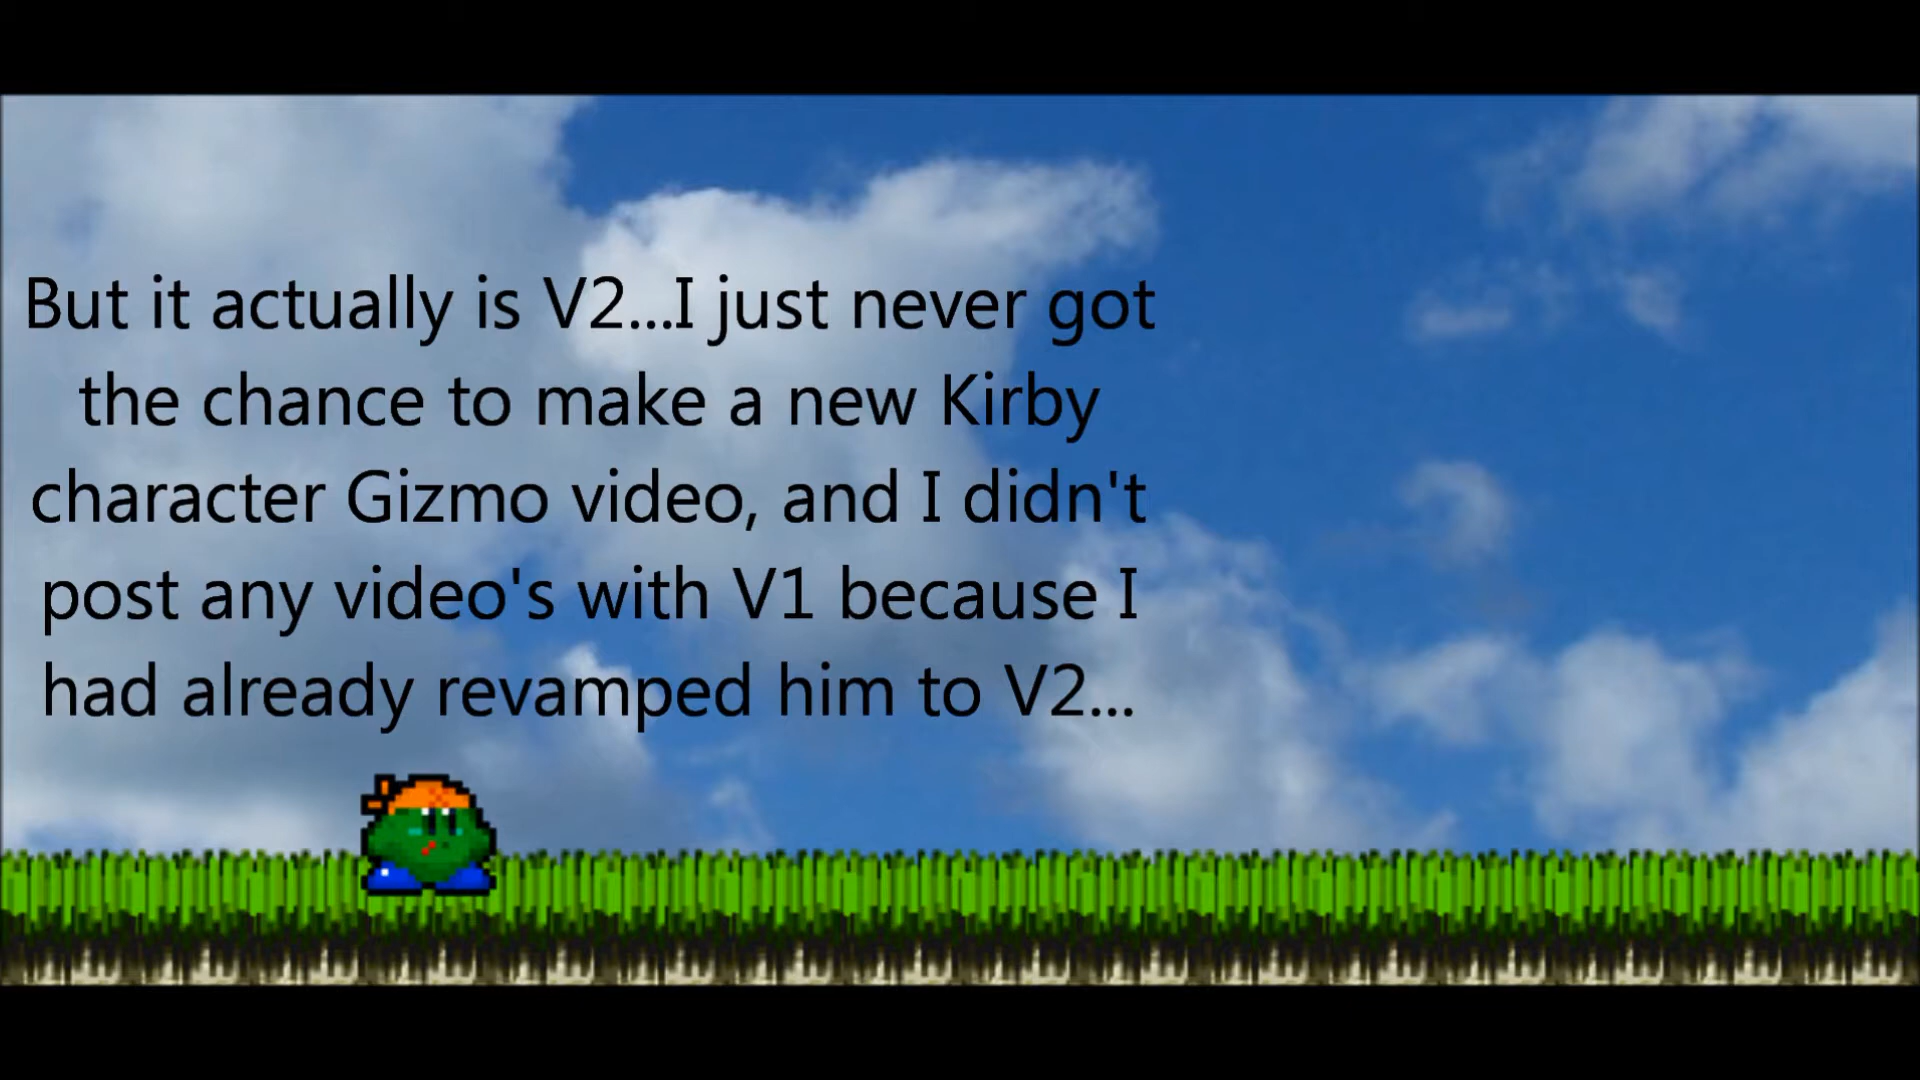 But it actually is V2...I just never got
the chance to make a new Kirby
character Gizmo video, and I didn't
post any video's with V1 because I
had already revamped him to V2...